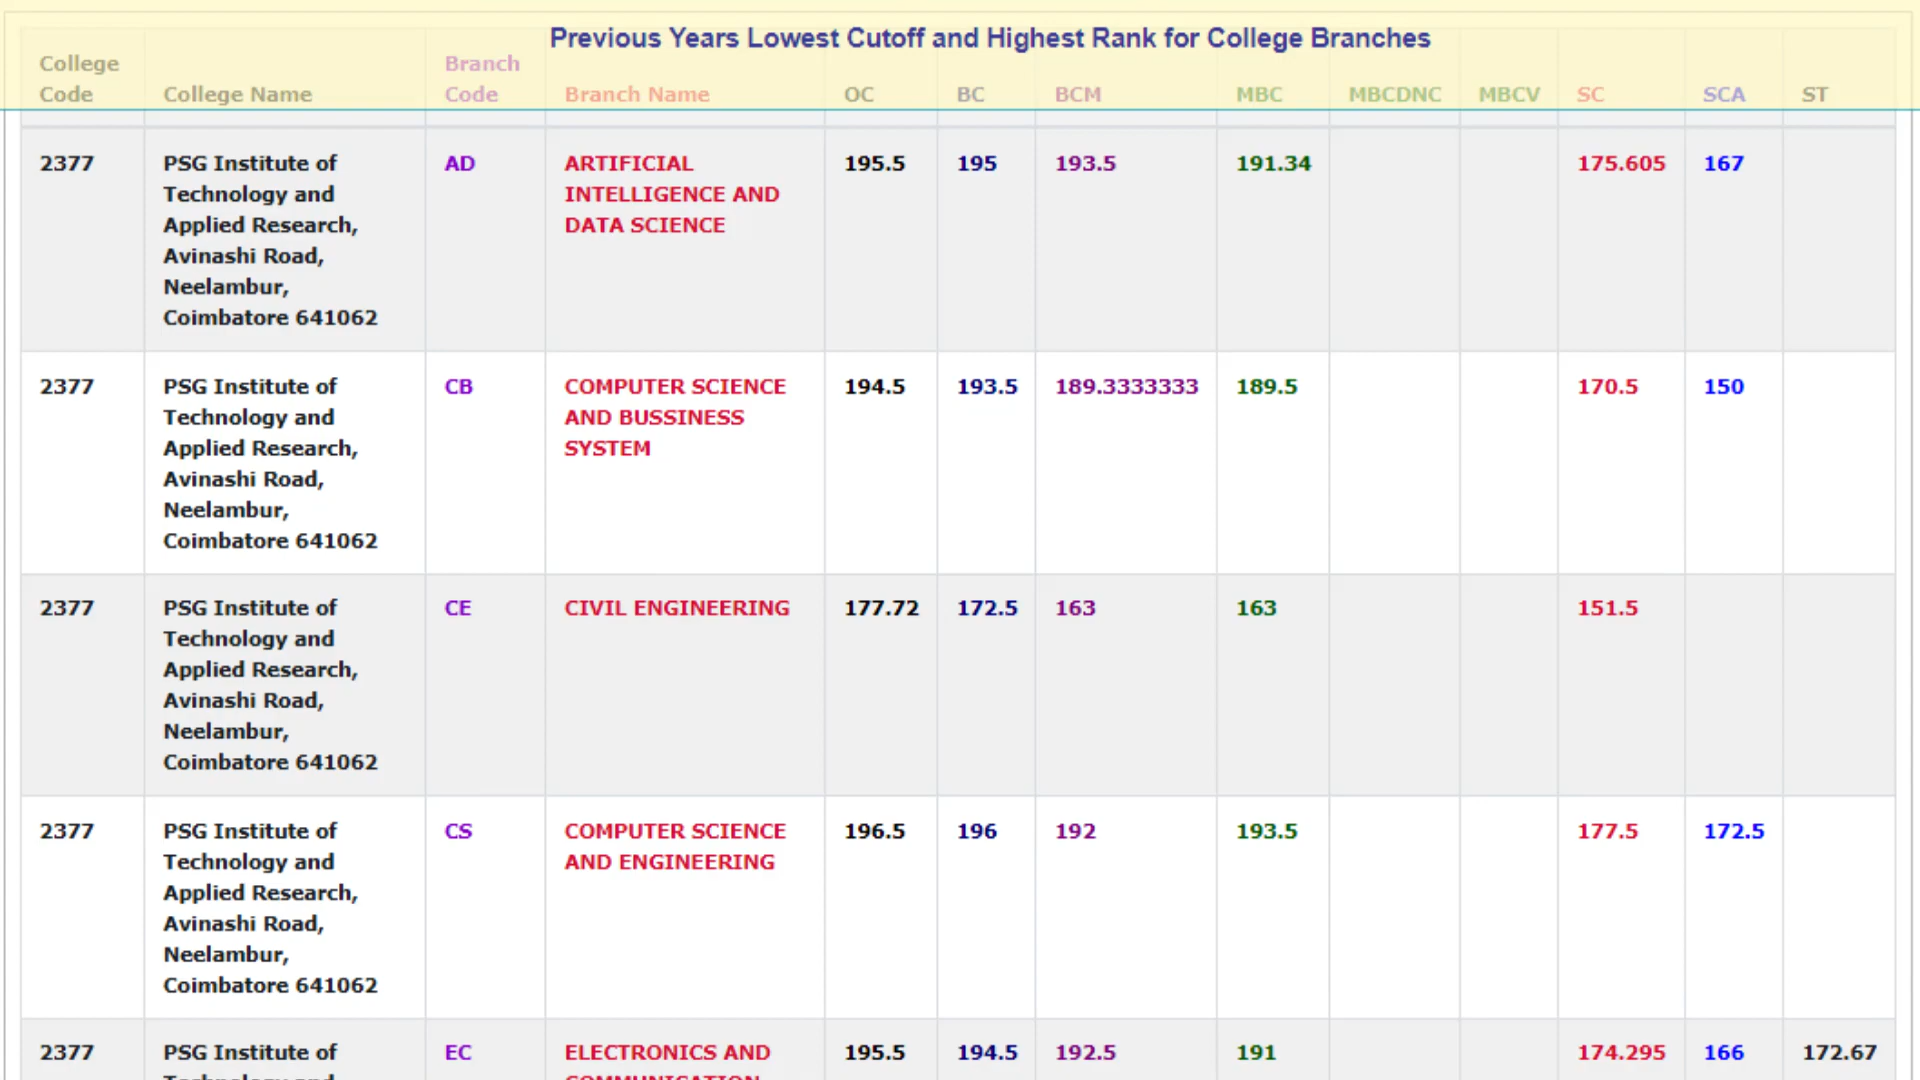 Previous Years Lowest Cutoff and Highest Rank for College Branches
College Code College Name Branch Code Branch Name OC BC BCM MBC MBCDNC MBCV SC SCA ST
2377 PSG Institute of AD ARTIFICIAL 195.5 195 193.5 191.34 175.605 167
Technology and INTELLIGENCE AND
Applied Research, DATA SCIENCE
Avinashi Road,
Neelambur,
Coimbatore 641062
2377 PSG Institute of CB COMPUTER SCIENCE 194.5 193.5 189.3333333 189.5 170.5 150
Technology and AND BUSSINESS
Applied Research, SYSTEM
Avinashi Road,
Neelambur,
Coimbatore 641062
2377 PSG Institute of CE CIVIL ENGINEERING 177.72 172.5 163 163 151.5
Technology and
Applied Research,
Avinashi Road,
Neelambur,
Coimbatore 641062
2377 PSG Institute of CS COMPUTER SCIENCE 196.5 196 192 193.5 177.5 172.5
Technology and AND ENGINEERING
Applied Research,
Avinashi Road,
Neelambur,
Coimbatore 641062
2377 PSG Institute of EC ELECTRONICS AND 195.5 194.5 192.5 191 174.295 166 172.67